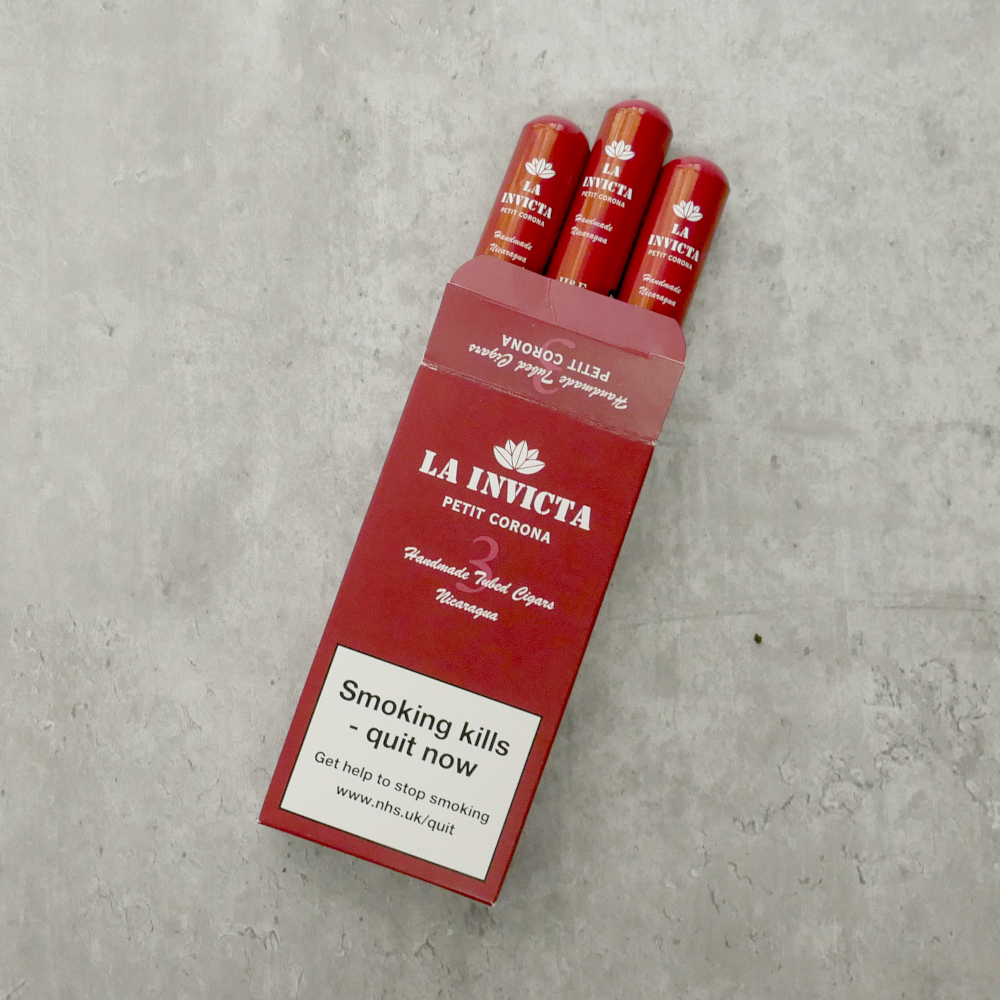 LA
INVICTA
PETIT CORONA
Handmade
Nicaragua
LA
INVICTA
PETIT CORONA
Handmade
Nicaragua
LA
INVICTA
PETIT CORONA
Handmade
Nicaragua
3
PETIT CORONA
Handmade Tubed Cigars
LA INVICTA
PETIT CORONA
3
Handmade Tubed Cigars
Nicaragua
Smoking kills
- quit now
Get help to stop smoking
www.nhs.uk/quit